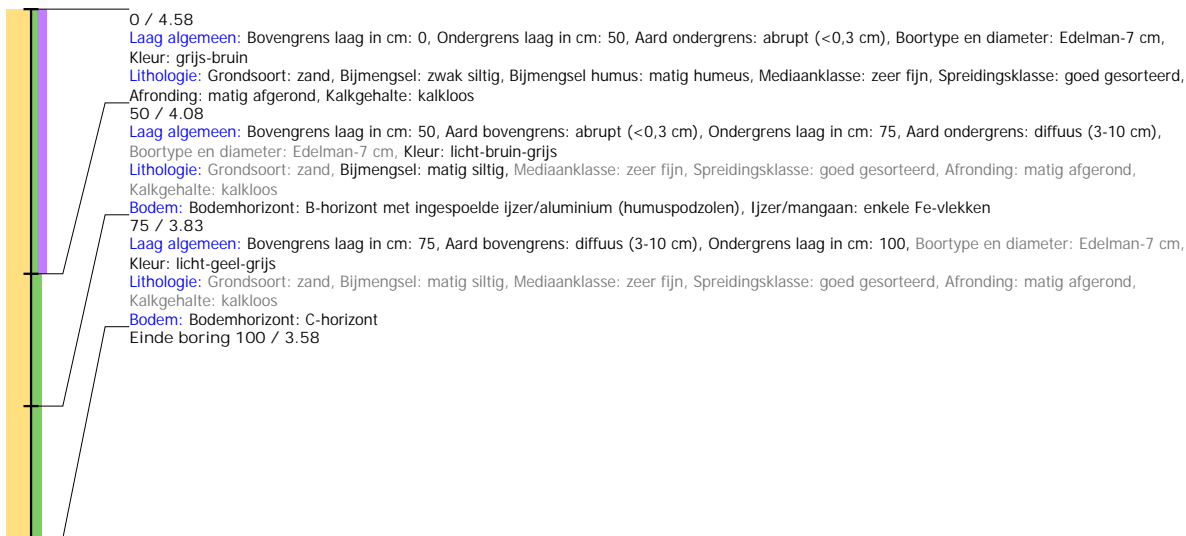 0 / 4.58
Laag algemeen: Bovengrens laag in cm: 0, Ondergrens laag in cm: 50, Aard ondergrens: abrupt (<0,3 cm), Boortype en diameter: Edelman-7 cm,
Kleur: grijs-bruin
Lithologie: Grondsoort: zand, Bijmengsel: zwak siltig, Bijmengsel humus: matig humeus, Mediaanklasse: zeer fijn, Spreidingsklasse: goed gesorteerd,
Afronding: matig afgerond, Kalkgehalte: kalkloos
50 / 4.08
Laag algemeen: Bovengrens laag in cm: 50, Aard bovengrens: abrupt (<0,3 cm), Ondergrens laag in cm: 75, Aard ondergrens: diffuus (3-10 cm),
Boortype en diameter: Edelman-7 cm, Kleur: licht-bruin-grijs
Lithologie: Grondsoort: zand, Bijmengsel: matig siltig, Mediaanklasse: zeer fijn, Spreidingsklasse: goed gesorteerd, Afronding: matig afgerond,
Kalkgehalte: kalkloos
Bodem: Bodemhorizont: B-horizont met ingespoelde ijzer/aluminium (humuspodzolen), Ijzer/mangaan: enkele Fe-vlekken
75 / 3.83
Laag algemeen: Bovengrens laag in cm: 75, Aard bovengrens: diffuus (3-10 cm), Ondergrens laag in cm: 100, Boortype en diameter: Edelman-7 cm,
Kleur: licht-geel-grijs
Lithologie: Grondsoort: zand, Bijmengsel: matig siltig, Mediaanklasse: zeer fijn, Spreidingsklasse: goed gesorteerd, Afronding: matig afgerond,
Kalkgehalte: kalkloos
Bodem: Bodemhorizont: C-horizont
Einde boring 100 / 3.58